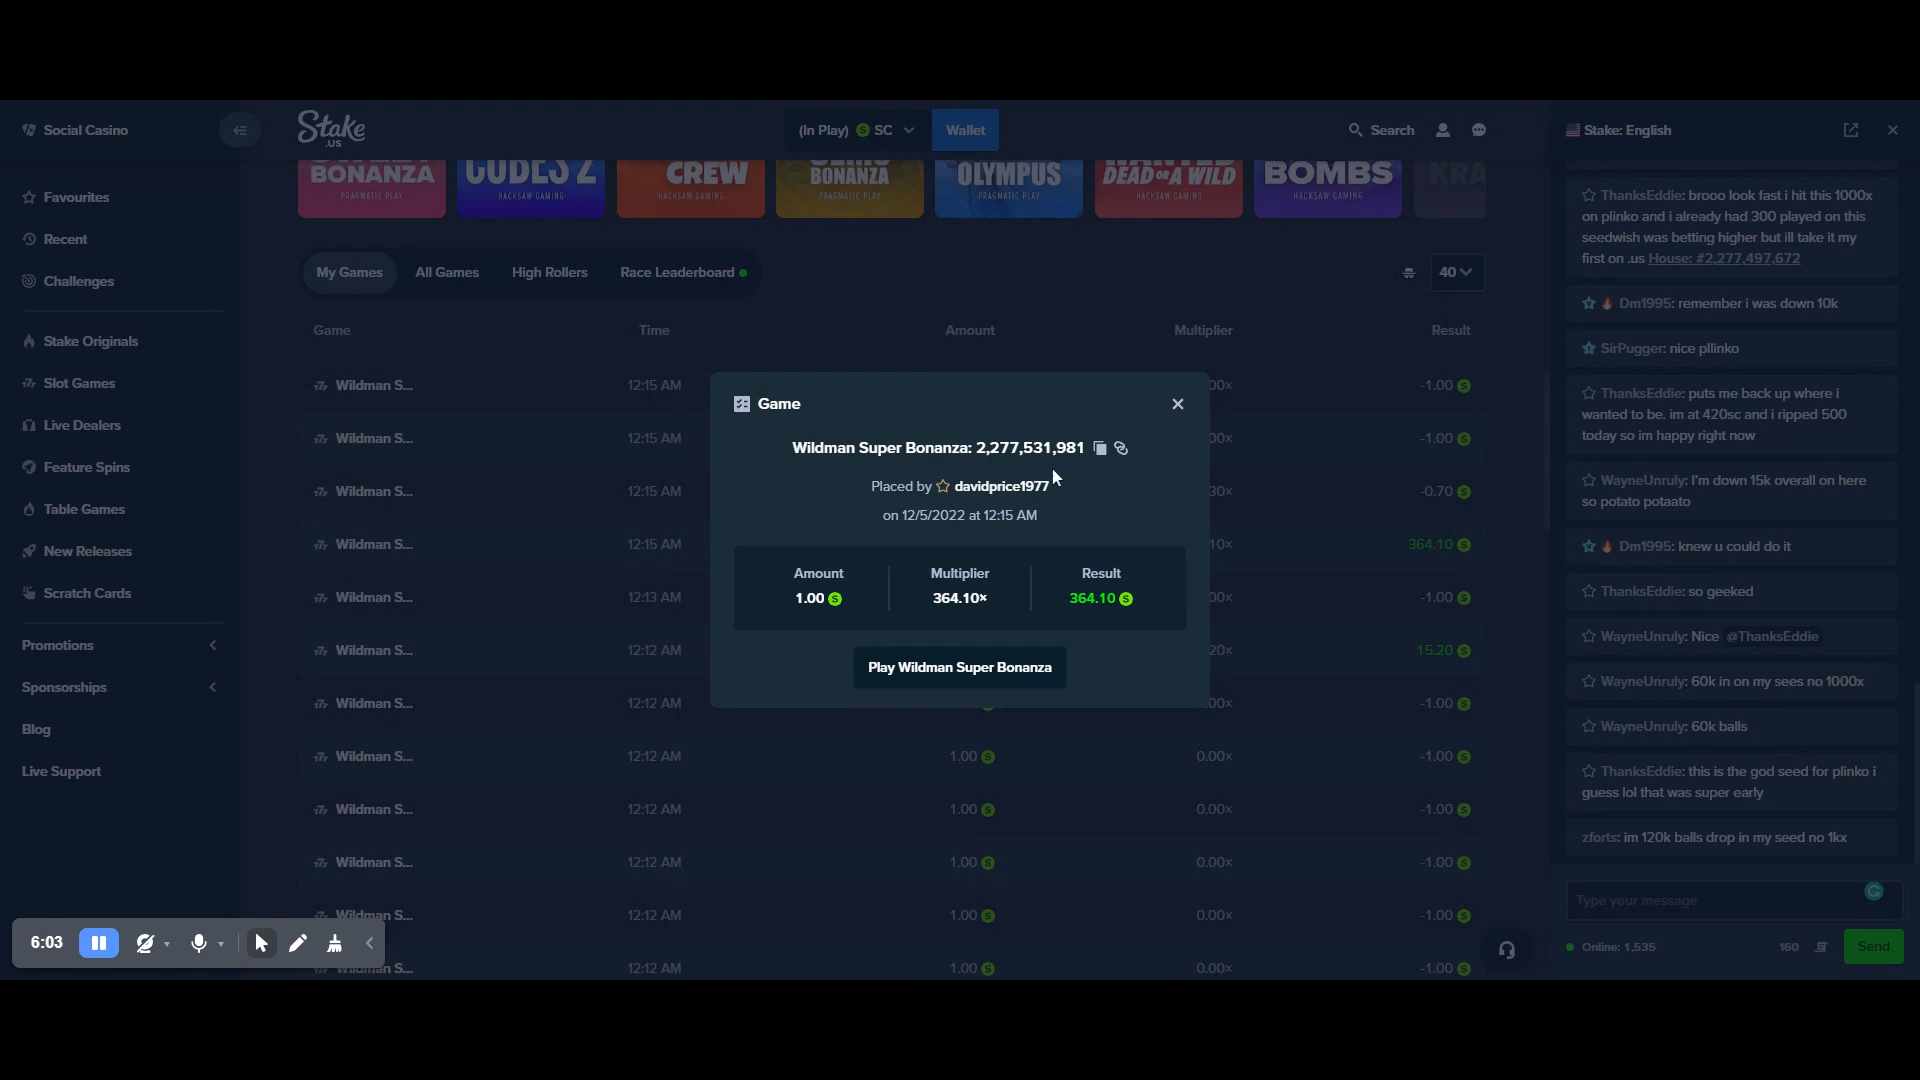 Social Casino
Stake
.US
(In Play) SC
Wallet
Search
Stake: English
BONANZA
PRAGMATIC PLAY
HACKSAW GAMING
CREW
HACKSAW GAMING
BONANZA
PRAGMATIC PLAY
OLYMPUS
PRAGMATIC PLAY
DEAD OR A WILD
HACKSAW GAMING
BOMBS
HACKSAW GAMING
KRA
Favourites
Recent
Challenges
Stake Originals
Slot Games
Live Dealers
Feature Spins
Table Games
New Releases
Scratch Cards
Promotions
Sponsorships
Blog
Live Support
My Games All Games High Rollers Race Leaderboard
40
Game Time Amount Multiplier Result
Wildman S... 12:15 AM 00× -1.00
Wildman S... 12:15 AM 00× -1.00
Wildman S... 12:15 AM 30× -0.70
Wildman S... 12:15 AM 10× 364.10
Wildman S... 12:13 AM 00× -1.00
Wildman S... 12:12 AM 20× 15.20
Wildman S... 12:12 AM 00× -1.00
Wildman S... 12:12 AM 1.00 0.00× -1.00
Wildman S... 12:12 AM 1.00 0.00× -1.00
Wildman S... 12:12 AM 1.00 0.00× -1.00
Wildman S... 12:12 AM 1.00 0.00× -1.00
Wildman S... 12:12 AM 1.00 0.00× -1.00
Game
Wildman Super Bonanza: 2,277,531,981
Placed by davidprice1977
on 12/5/2022 at 12:15 AM
Amount Multiplier Result
1.00 364.10× 364.10
Play Wildman Super Bonanza
ThanksEddie: brooo look fast i hit this 1000x
on plinko and i already had 300 played on this
seedwish was betting higher but ill take it my
first on .us House: #2,277,497,672
Dm1995: remember i was down 10k
SirPugger: nice pllinko
ThanksEddie: puts me back up where i
wanted to be. im at 420sc and i ripped 500
today so im happy right now
WayneUnruly: I'm down 15k overall on here
so potato potaato
Dm1995: knew u could do it
ThanksEddie: so geeked
WayneUnruly: Nice @ThanksEddie
WayneUnruly: 60k in on my sees no 1000x
WayneUnruly: 60k balls
ThanksEddie: this is the god seed for plinko i
guess lol that was super early
zforts: im 120k balls drop in my seed no 1kx
Type your message
Online: 1,535
160
Send
6:03